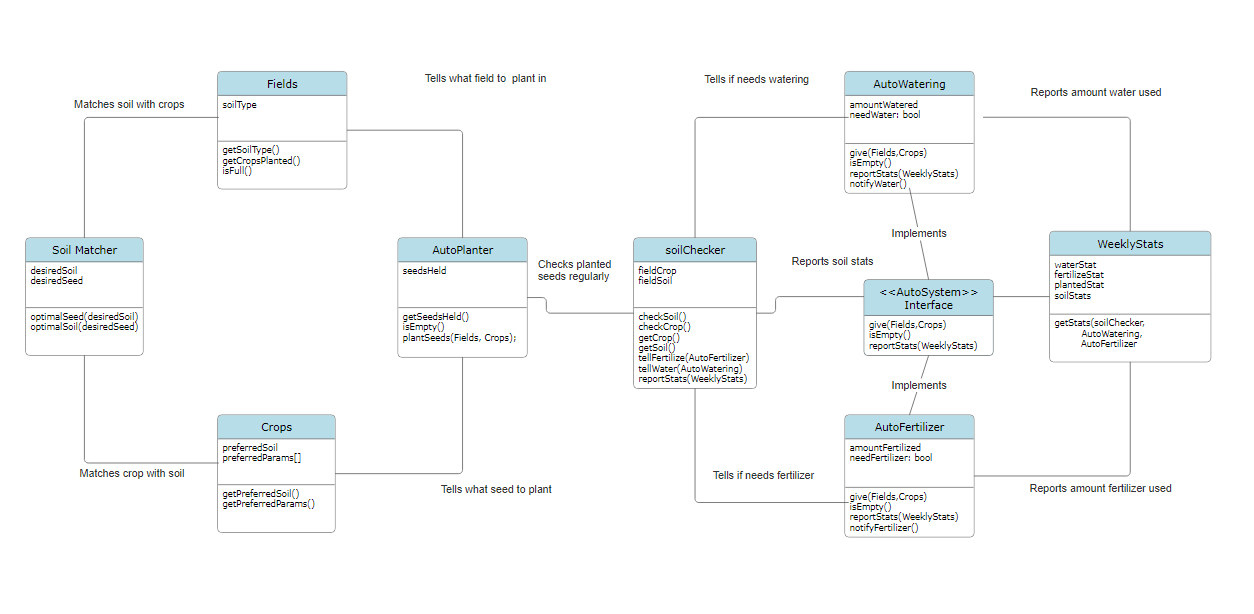 Matches soil with crops
Fields
soilType
getSoilType()
getCropsPlanted()
isFull()
Tells what field to  plant in
Tells if needs watering
AutoWatering
amountWatered
needWater: bool
give(Fields,Crops)
isEmpty()
reportStats(WeeklyStats)
notifyWater()
Reports amount water used
Soil Matcher
desiredSoil
desiredSeed
optimalSeed(desiredSoil)
optimalSoil(desiredSeed)
AutoPlanter
seedsHeld
getSeedsHeld()
isEmpty()
plantSeeds(Fields, Crops);
Checks planted
seeds regularly
soilChecker
fieldCrop
fieldSoil
checkSoil()
checkCrop()
getCrop()
getSoil()
tellFertilize(AutoFertilizer)
tellWater(AutoWatering)
reportStats(WeeklyStats)
Reports soil stats
Implements
<<AutoSystem>>
Interface
give(Fields,Crops)
isEmpty()
reportStats(WeeklyStats)
Implements
WeeklyStats
waterStat
fertilizeStat
plantedStat
soilStats
getStats(soilChecker,
AutoWatering,
AutoFertilizer
Matches crop with soil
Crops
preferredSoil
preferredParams[]
getPreferredSoil()
getPreferredParams()
Tells what seed to plant
Tells if needs fertilizer
AutoFertilizer
amountFertilized
needFertilizer: bool
give(Fields,Crops)
isEmpty()
reportStats(WeeklyStats)
notifyFertilizer()
Reports amount fertilizer used